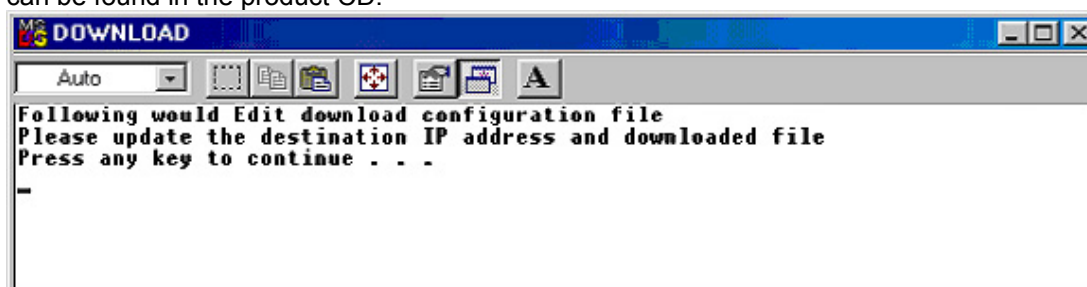 can be found in the product CD.
DOWNLOAD
Auto
A
Following would Edit download configuration file
Please update the destination IP address and downloaded file
Press any key to continue . . .